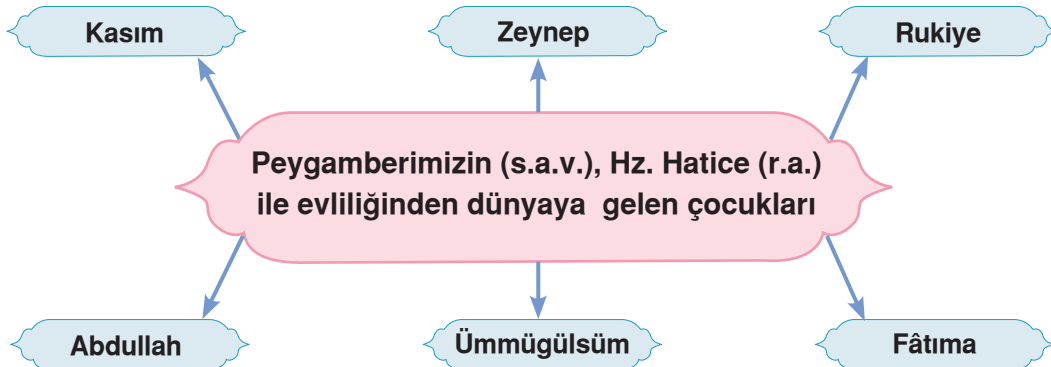 Kasım
Zeynep
Rukiye
Peygamberimizin (s.a.v.), Hz. Hatice (r.a.)
ile evliliğinden dünyaya gelen çocukları
Abdullah
Ümmügülsüm
Fâtıma